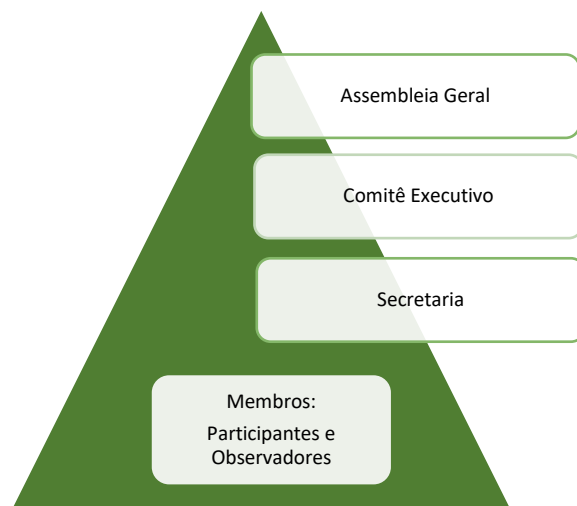 Assembleia Geral
Comitê Executivo
Secretaria
Membros:
Participantes e
Observadores